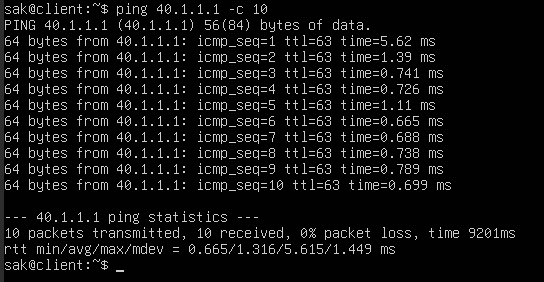 sak@client:~$ ping 40.1.1.1 -c 10
PING 40.1.1.1 (40.1.1.1) 56(84) bytes of data.
64 bytes from 40.1.1.1: icmp_seq=1 ttl=63 time=5.62 ms
64 bytes from 40.1.1.1: icmp_seq=2 ttl=63 time=1.39 ms
64 bytes from 40.1.1.1: icmp_seq=3 ttl=63 time=0.741 ms
64 bytes from 40.1.1.1: icmp_seq=4 ttl=63 time=0.726 ms
64 bytes from 40.1.1.1: icmp_seq=5 ttl=63 time=1.11 ms
64 bytes from 40.1.1.1: icmp_seq=6 ttl=63 time=0.665 ms
64 bytes from 40.1.1.1: icmp_seq=7 ttl=63 time=0.688 ms
64 bytes from 40.1.1.1: icmp_seq=8 ttl=63 time=0.738 ms
64 bytes from 40.1.1.1: icmp_seq=9 ttl=63 time=0.789 ms
64 bytes from 40.1.1.1: icmp_seq=10 ttl=63 time=0.699 ms
--- 40.1.1.1 ping statistics ---
10 packets transmitted, 10 received, 0% packet loss, time 9201ms
rtt min/avg/max/mdev = 0.665/1.316/5.615/1.449 ms
sak@client:~$ _